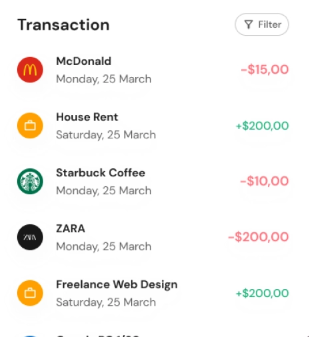 Transaction
Filter
McDonald
Monday, 25 March
-$15,00
House Rent
Saturday, 25 March
+$200,00
Starbuck Coffee
Monday, 25 March
-$10,00
ZARA
ZARA
Monday, 25 March
-$200,00
Freelance Web Design
Saturday, 25 March
+$200,00